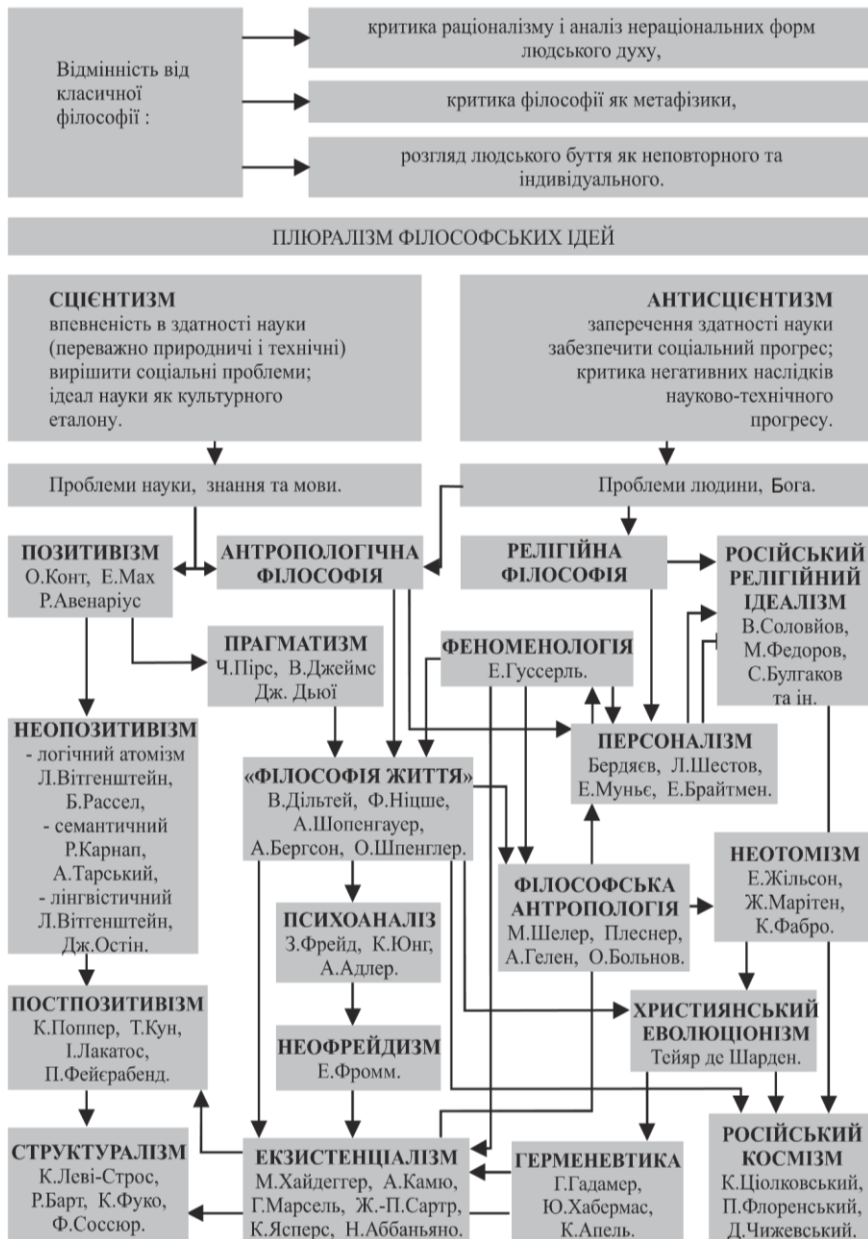 Відмінність від
класичної
філософії :
критика раціоналізму і аналіз нераціональних форм
людського духу,
критика філософії як метафізики,
розгляд людського буття як неповторного та
індивідуального.
ПЛЮРАЛІЗМ ФІЛОСОФСЬКИХ ІДЕЙ
СЦІЄНТИЗМ
впевненість в здатності науки
(переважно природничі і технічні)
вирішити соціальні проблеми;
ідеал науки як культурного
еталону.
АНТИСЦІЄНТИЗМ
заперечення здатності науки
забезпечити соціальний прогрес;
критика негативних наслідків
науково-технічного
прогресу.
Проблеми науки, знання та мови.
Проблеми людини, Бога.
ПОЗИТИВІЗМ
О.Конт, Е.Мах
Р.Авенаріус
АНТРОПОЛОГІЧНА
ФІЛОСОФІЯ
РЕЛІГІЙНА
ФІЛОСОФІЯ
РОСІЙСЬКИЙ
РЕЛІГІЙНИЙ
ІДЕАЛІЗМ
В.Соловйов,
М.Федоров,
С.Булгаков
та ін.
ПРАГМАТИЗМ
Ч.Пірс, В.Джеймс
Дж. Дьюї
ФЕНОМЕНОЛОГІЯ
Е.Гуссерль.
НЕОПОЗИТИВІЗМ
- логічний атомізм
Л.Вітгенштейн,
Б.Рассел,
- семантичний
Р.Карнап,
А.Тарський,
- лінгвістичний
Л.Вітгенштейн,
Дж.Остін.
«ФІЛОСОФІЯ ЖИТТЯ»
В.Дільтей, Ф.Ніцше,
А.Шопенгауер,
А.Бергсон, О.Шпенглер.
ПЕРСОНАЛІЗМ
Бердяєв, Л.Шестов,
Е.Муньє, Е.Брайтмен.
ФІЛОСОФСЬКА
АНТРОПОЛОГІЯ
М.Шелер, Плеснер,
А.Гелен, О.Больнов.
НЕОТОМІЗМ
Е.Жільсон,
Ж.Марітен,
К.Фабро.
ПСИХОАНАЛІЗ
З.Фрейд, К.Юнг,
А.Адлер.
ПОСТПОЗИТИВІЗМ
К.Поппер, Т.Кун,
І.Лакатос,
П.Фейєрабенд.
НЕОФРЕЙДИЗМ
Е.Фромм.
ХРИСТИЯНСЬКИЙ
ЕВОЛЮЦІОНІЗМ
Тейяр де Шарден.
СТРУКТУРАЛІЗМ
К.Леві-Строс,
Р.Барт, К.Фуко,
Ф.Соссюр.
ЕКЗИСТЕНЦІАЛІЗМ
М.Хайдеггер, А.Камю,
Г.Марсель, Ж.-П.Сартр,
К.Ясперс, Н.Аббаньяно.
ГЕРМЕНЕВТИКА
Г.Гадамер,
Ю.Хабермас,
К.Апель.
РОСІЙСЬКИЙ
КОСМІЗМ
К.Ціолковський,
П.Флоренський,
Д.Чижевський.